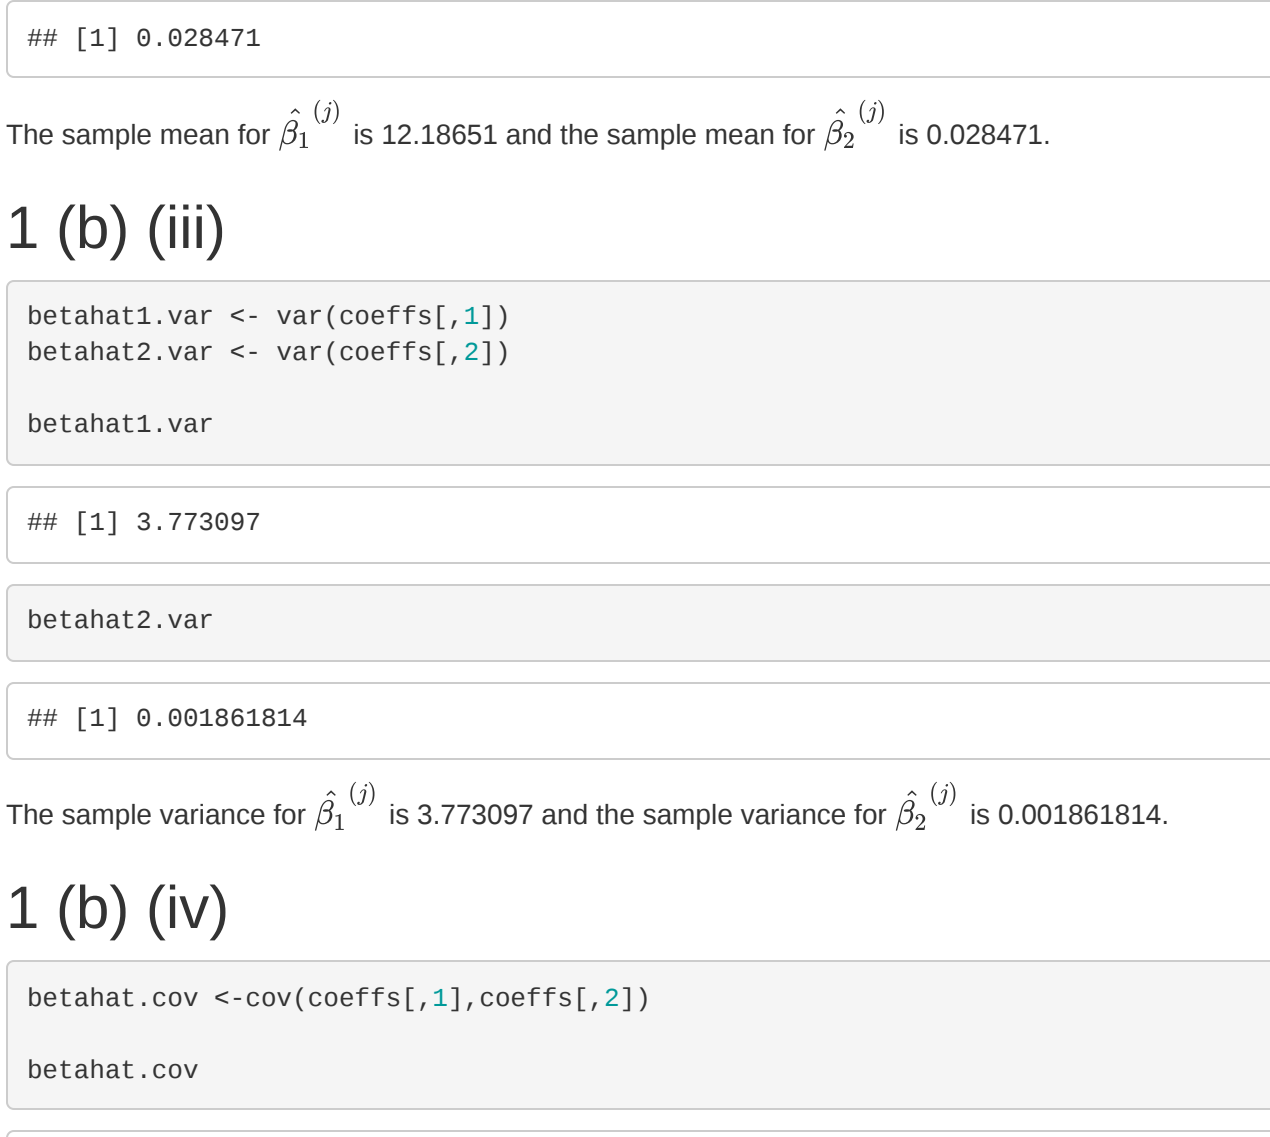 ## [1] 0.028471
The sample mean for β̂₁⁽ʲ⁾ is 12.18651 and the sample mean for β̂₂⁽ʲ⁾ is 0.028471.
1 (b) (iii)
betahat1.var <- var(coeffs[,1])
betahat2.var <- var(coeffs[,2])
betahat1.var
## [1] 3.773097
betahat2.var
## [1] 0.001861814
The sample variance for β̂₁⁽ʲ⁾ is 3.773097 and the sample variance for β̂₂⁽ʲ⁾ is 0.001861814.
1 (b) (iv)
betahat.cov <-cov(coeffs[,1],coeffs[,2])
betahat.cov